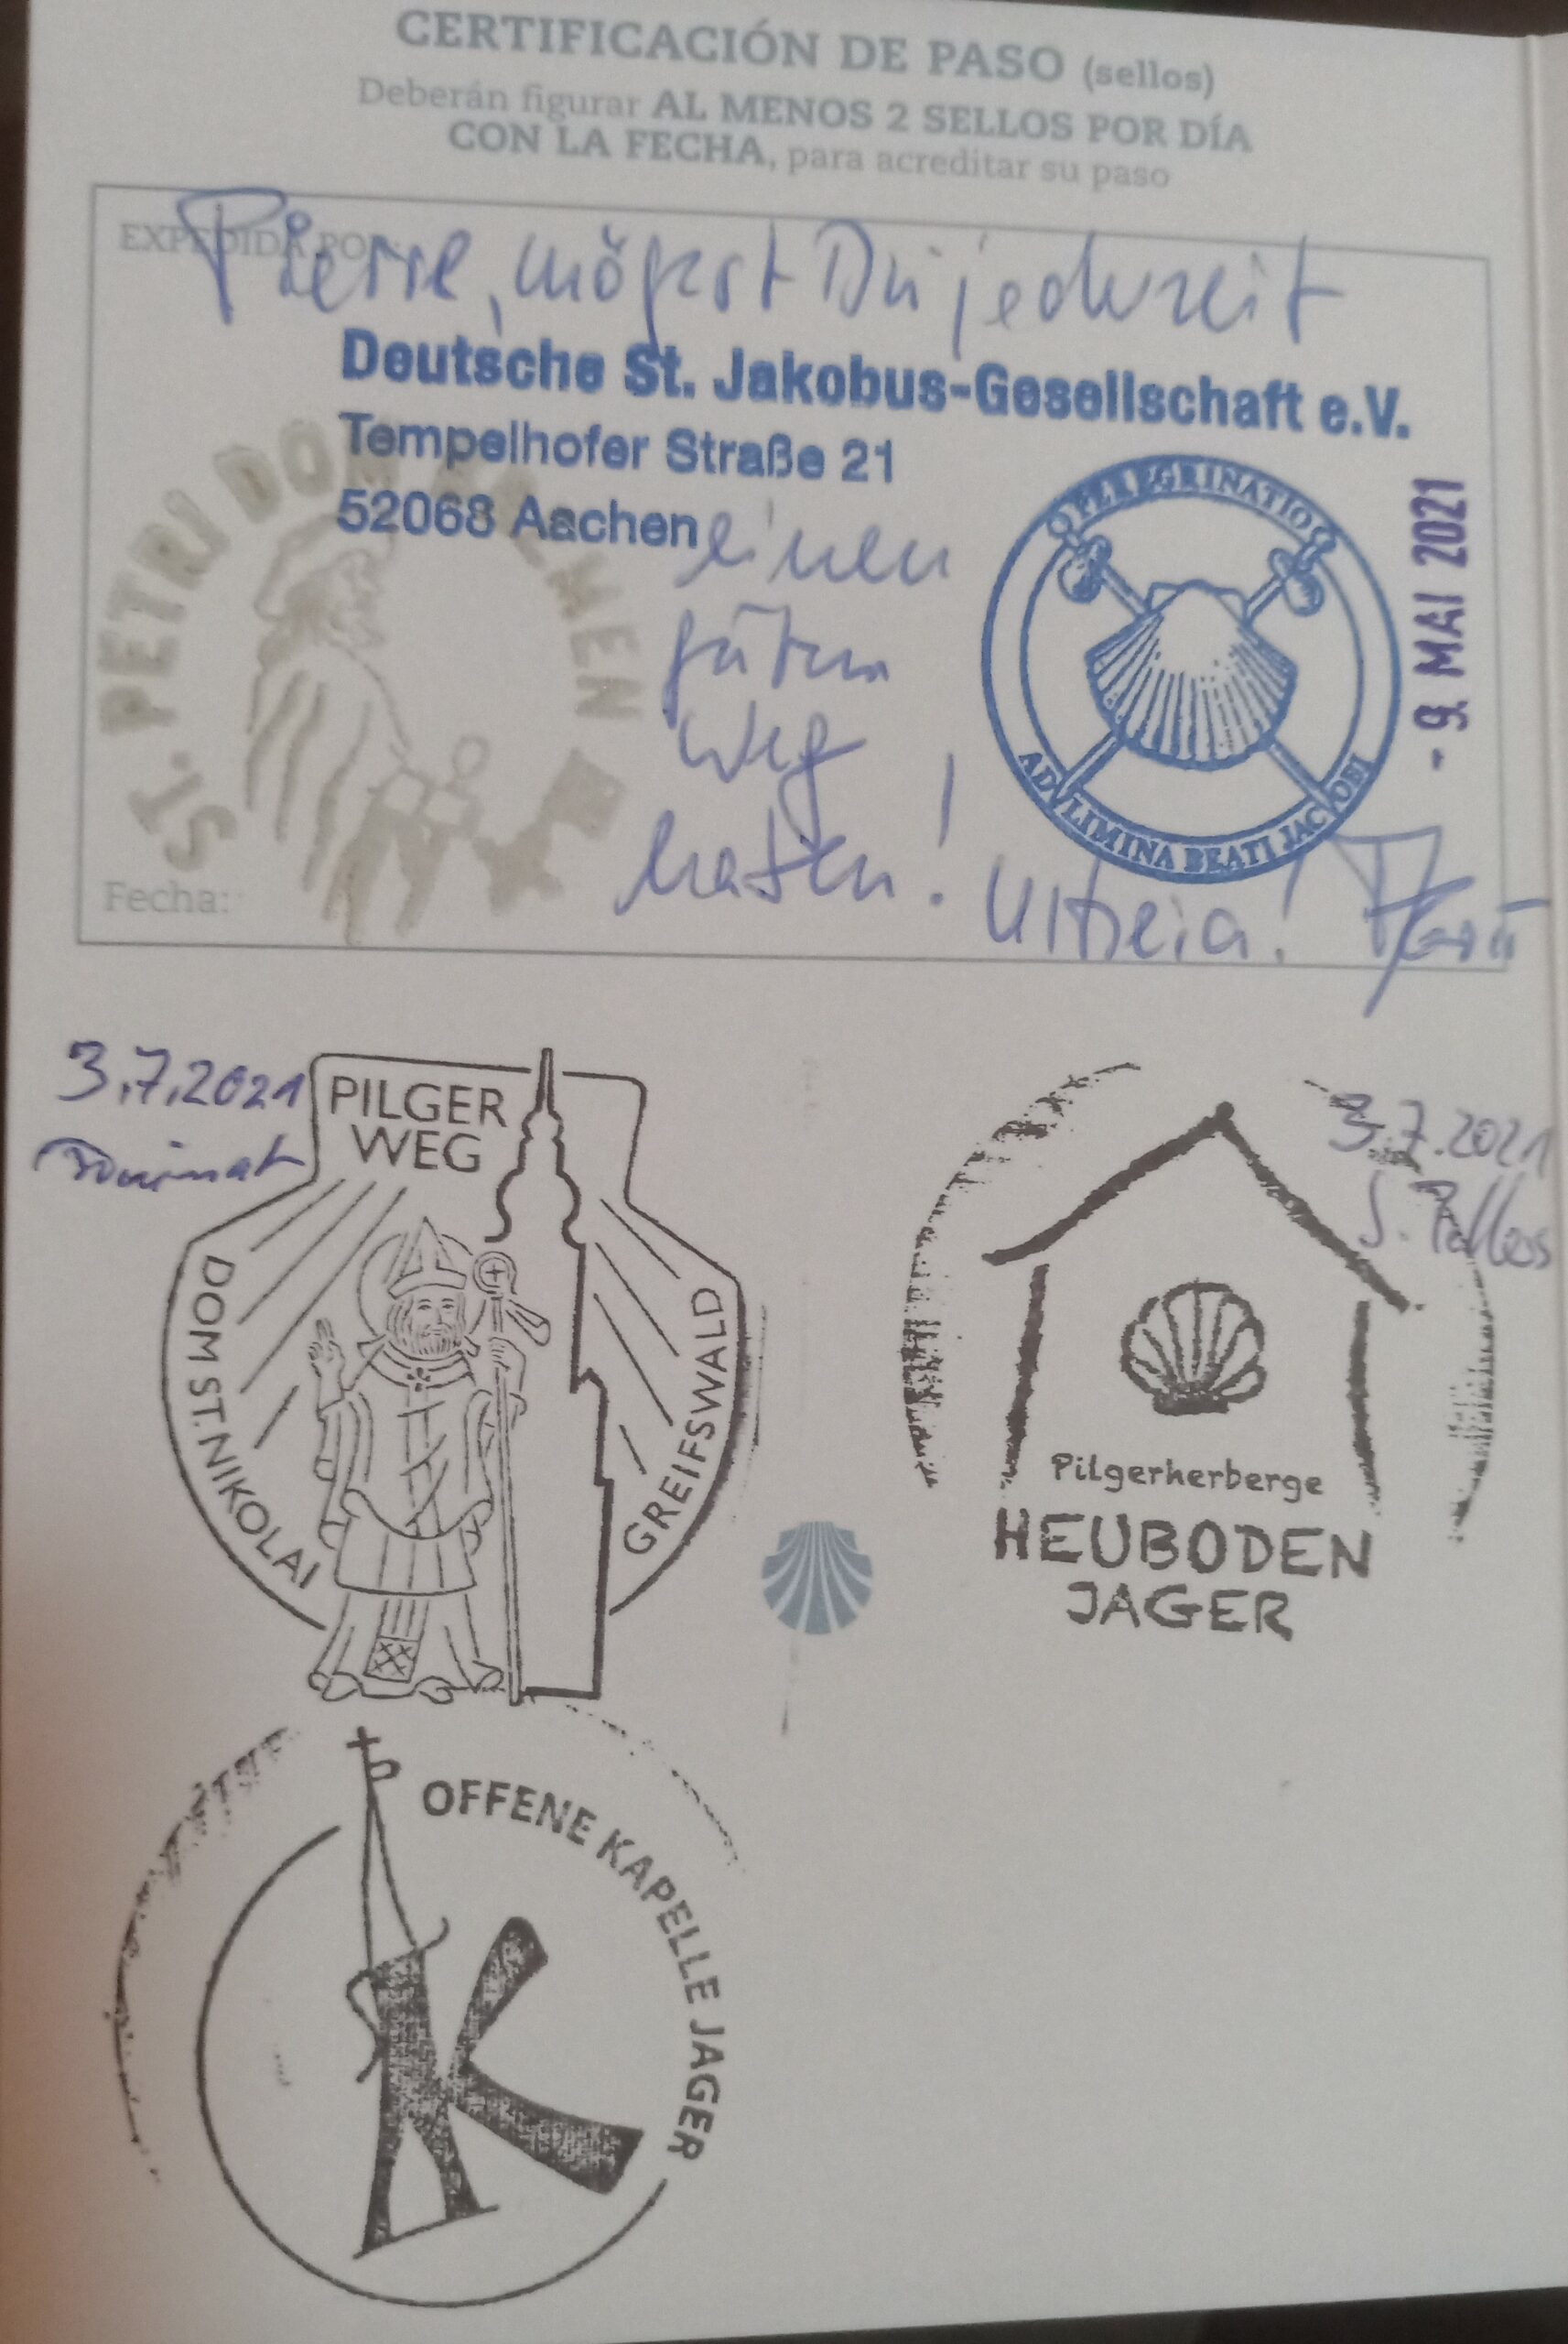 CERTIFICACIÓN DE PASO (sellos)
Deberán figurar AL MENOS 2 SELLOS POR DÍA
CON LA FECHA, para acreditar su paso
EXPEDIDA POR:
Pierre, mögest Du jederzeit
Deutsche St. Jakobus-Gesellschaft e.V.
Tempelhofer Straße 21
52068 Aachen
einen
guten
Weg
haben!
Ultreia!
ST. PETRI DOM
PEREGRINATIO
AD LIMINA BEATI JACOBI
- 9. MAI 2021
Fecha:
3.7.2021
PILGER
WEG
DOM ST. NIKOLAI
GREIFSWALD
3.7.2021
Pilgerherberge
HEUBODEN
JAGER
OFFENE KAPELLE JAGER